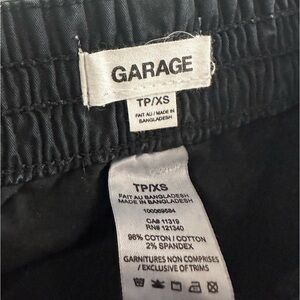 GARAGE
TP/XS
FAIT AU / MADE IN
BANGLADESH
TP/XS
FAIT AU BANGLADESH
MADE IN BANGLADESH
100069584
CA# 11319
RN# 121340
98% COTON / COTTON
2% SPANDEX
GARNITURES NON COMPRISES
/ EXCLUSIVE OF TRIMS